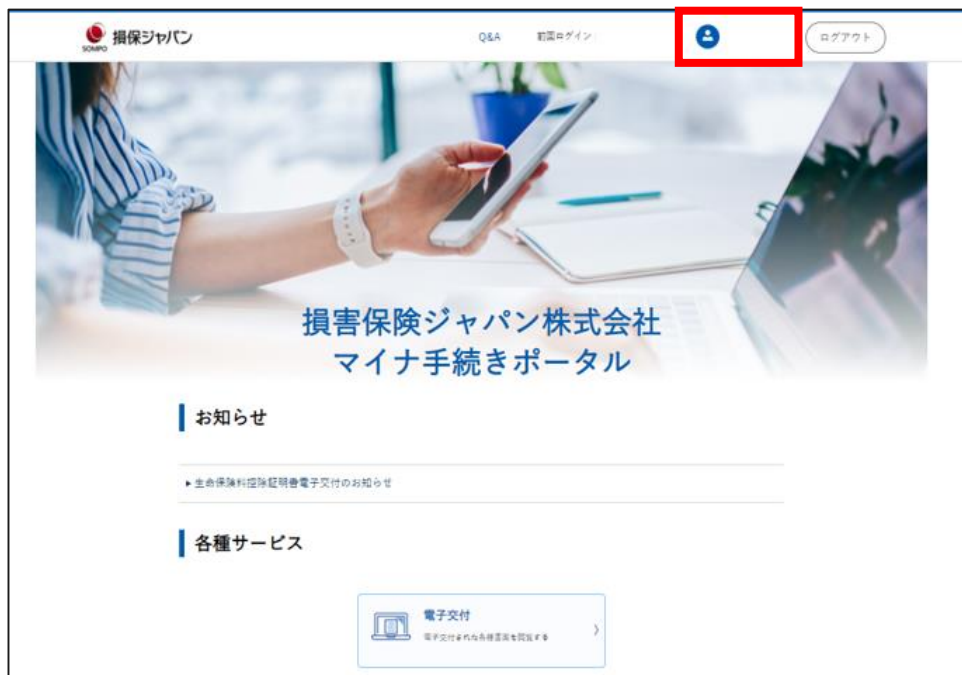 SOMPO 損保ジャパン
Q&A
前回ログイン
ログアウト
損害保険ジャパン株式会社
マイナ手続きポータル
お知らせ
▶生命保険料控除証明書電子交付のお知らせ
各種サービス
電子交付
電子交付された各種書面を閲覧する